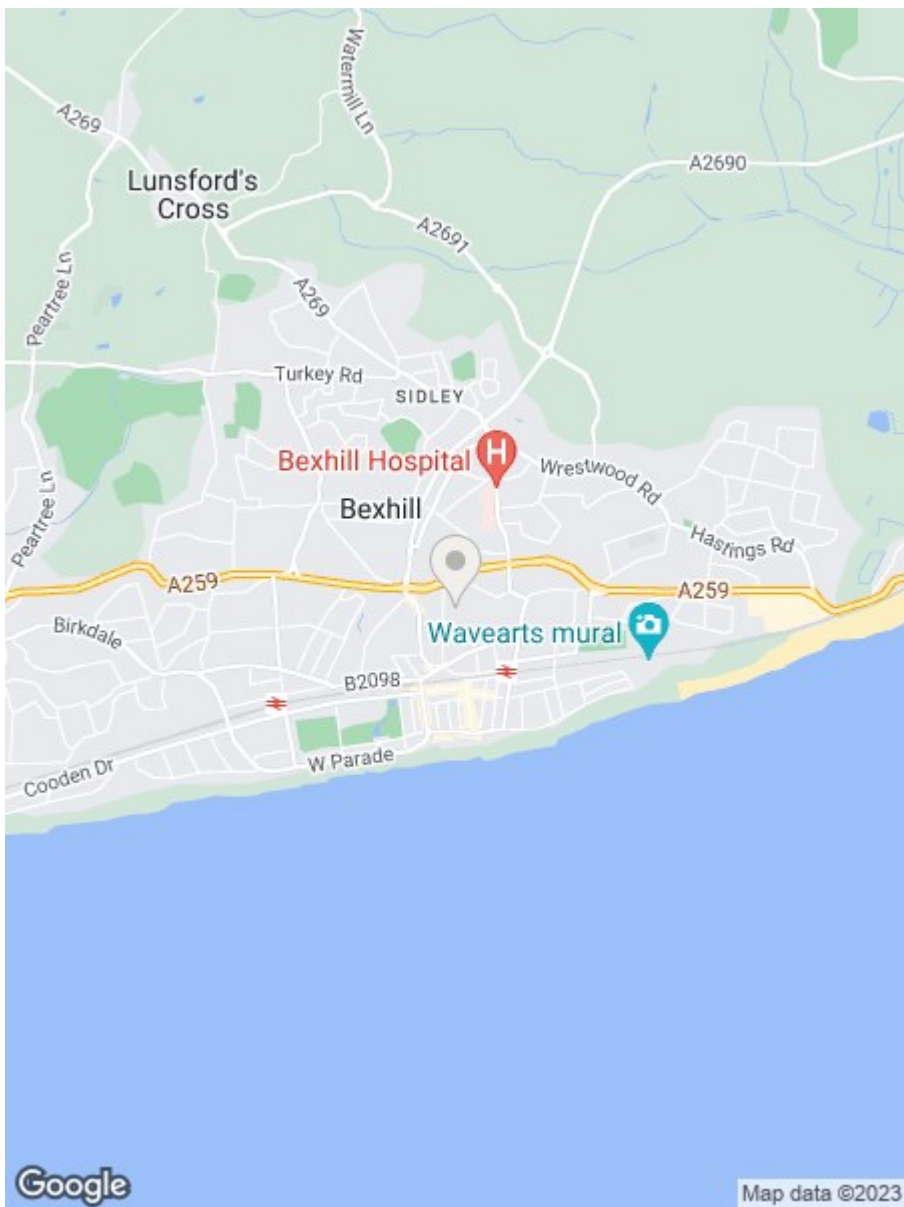 Watermill Ln
A269
A2690
Lunsford's
Cross
A2691
Peartree Ln
A269
Turkey Rd
SIDLEY
H
Bexhill Hospital
Wrestwood Rd
Bexhill
Peartree Ln
Hastings Rd
A259
A259
Birkdale
Wavearts mural
B2098
W Parade
Cooden Dr
Google
Map data ©2023